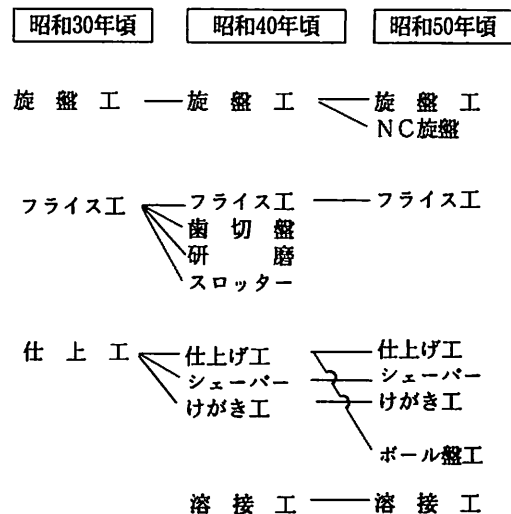 昭和30年頃 昭和40年頃 昭和50年頃
旋盤工 旋盤工 旋盤工
NC旋盤
フライス工 フライス工 フライス工
歯切盤
研磨
スロッター
仕上工 仕上げ工 仕上げ工
シェーバー シェーバー
けがき工 けがき工
ボール盤工
溶接工 溶接工